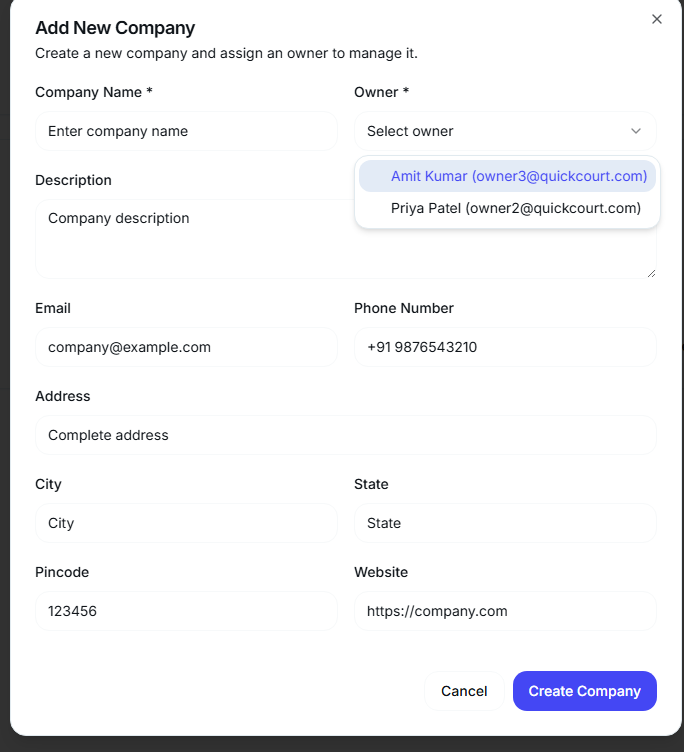 Add New Company
Create a new company and assign an owner to manage it.
Company Name *
Owner *
Enter company name
Select owner
Amit Kumar (owner3@quickcourt.com)
Priya Patel (owner2@quickcourt.com)
Description
Company description
Email
Phone Number
company@example.com
+91 9876543210
Address
Complete address
City
State
City
State
Pincode
Website
123456
https://company.com
Cancel
Create Company